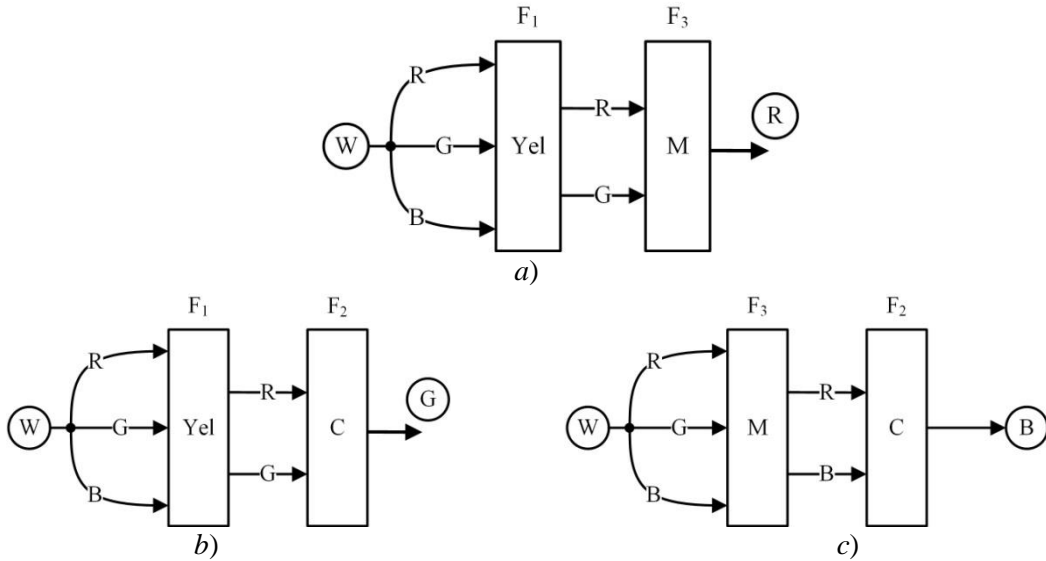 F₁ F₃
R
R R
W G Yel M
B G
a)
F₁ F₂ F₃ F₂
R R G R R
W G Yel C W G M C B
B G B B
b) c)